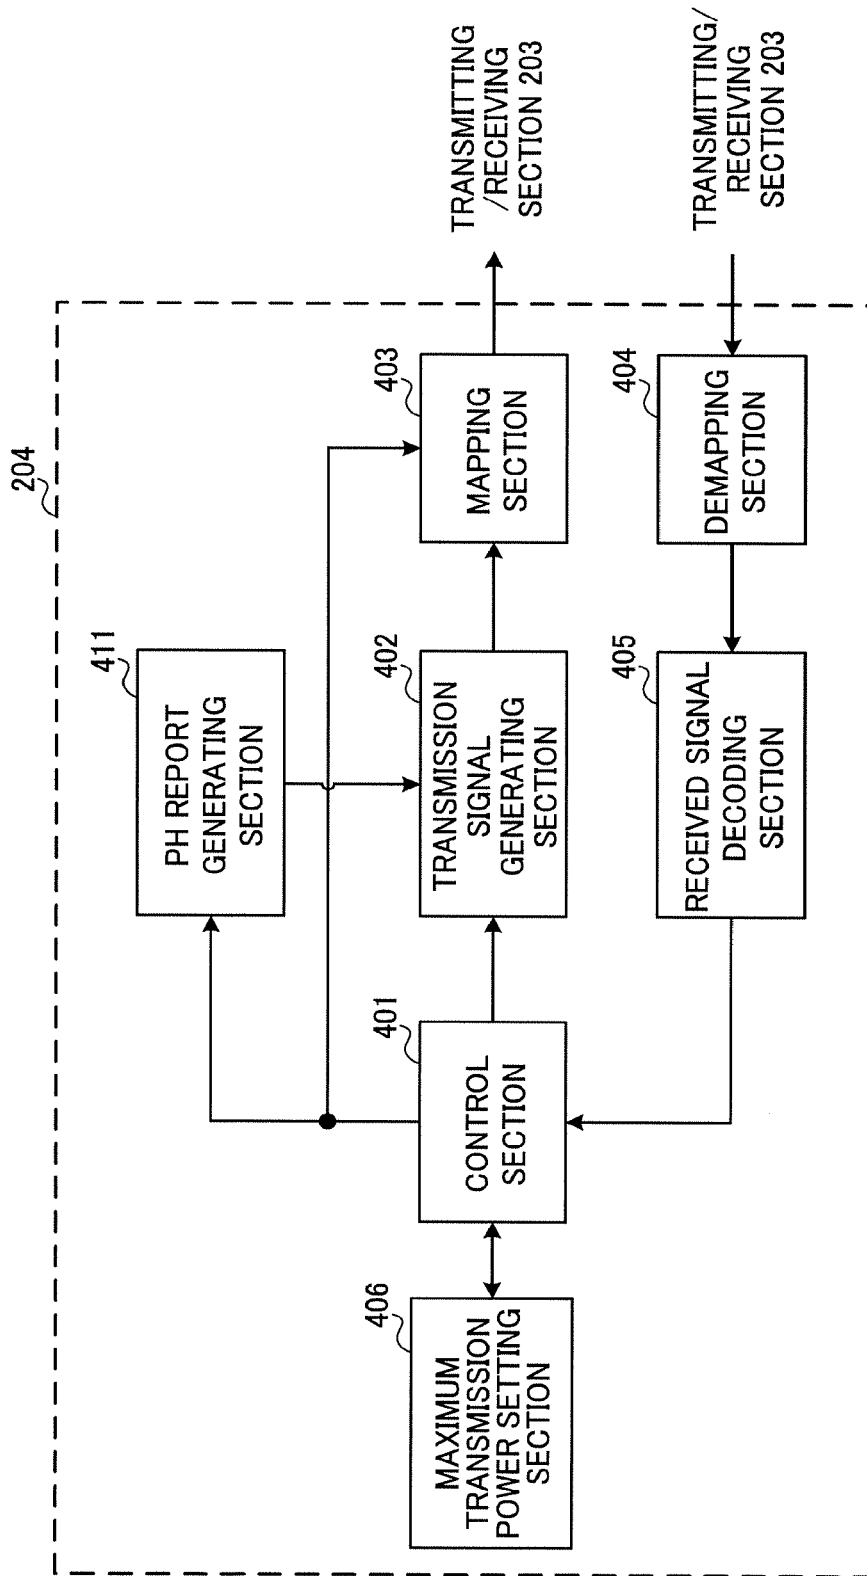 204
411
PH REPORT
GENERATING
SECTION
406
MAXIMUM
TRANSMISSION
POWER SETTING
SECTION
401
CONTROL
SECTION
402
TRANSMISSION
SIGNAL
GENERATING
SECTION
403
MAPPING
SECTION
TRANSMITTING
/RECEIVING
SECTION 203
405
RECEIVED SIGNAL
DECODING
SECTION
404
DEMAPPING
SECTION
TRANSMITTING/
RECEIVING
SECTION 203